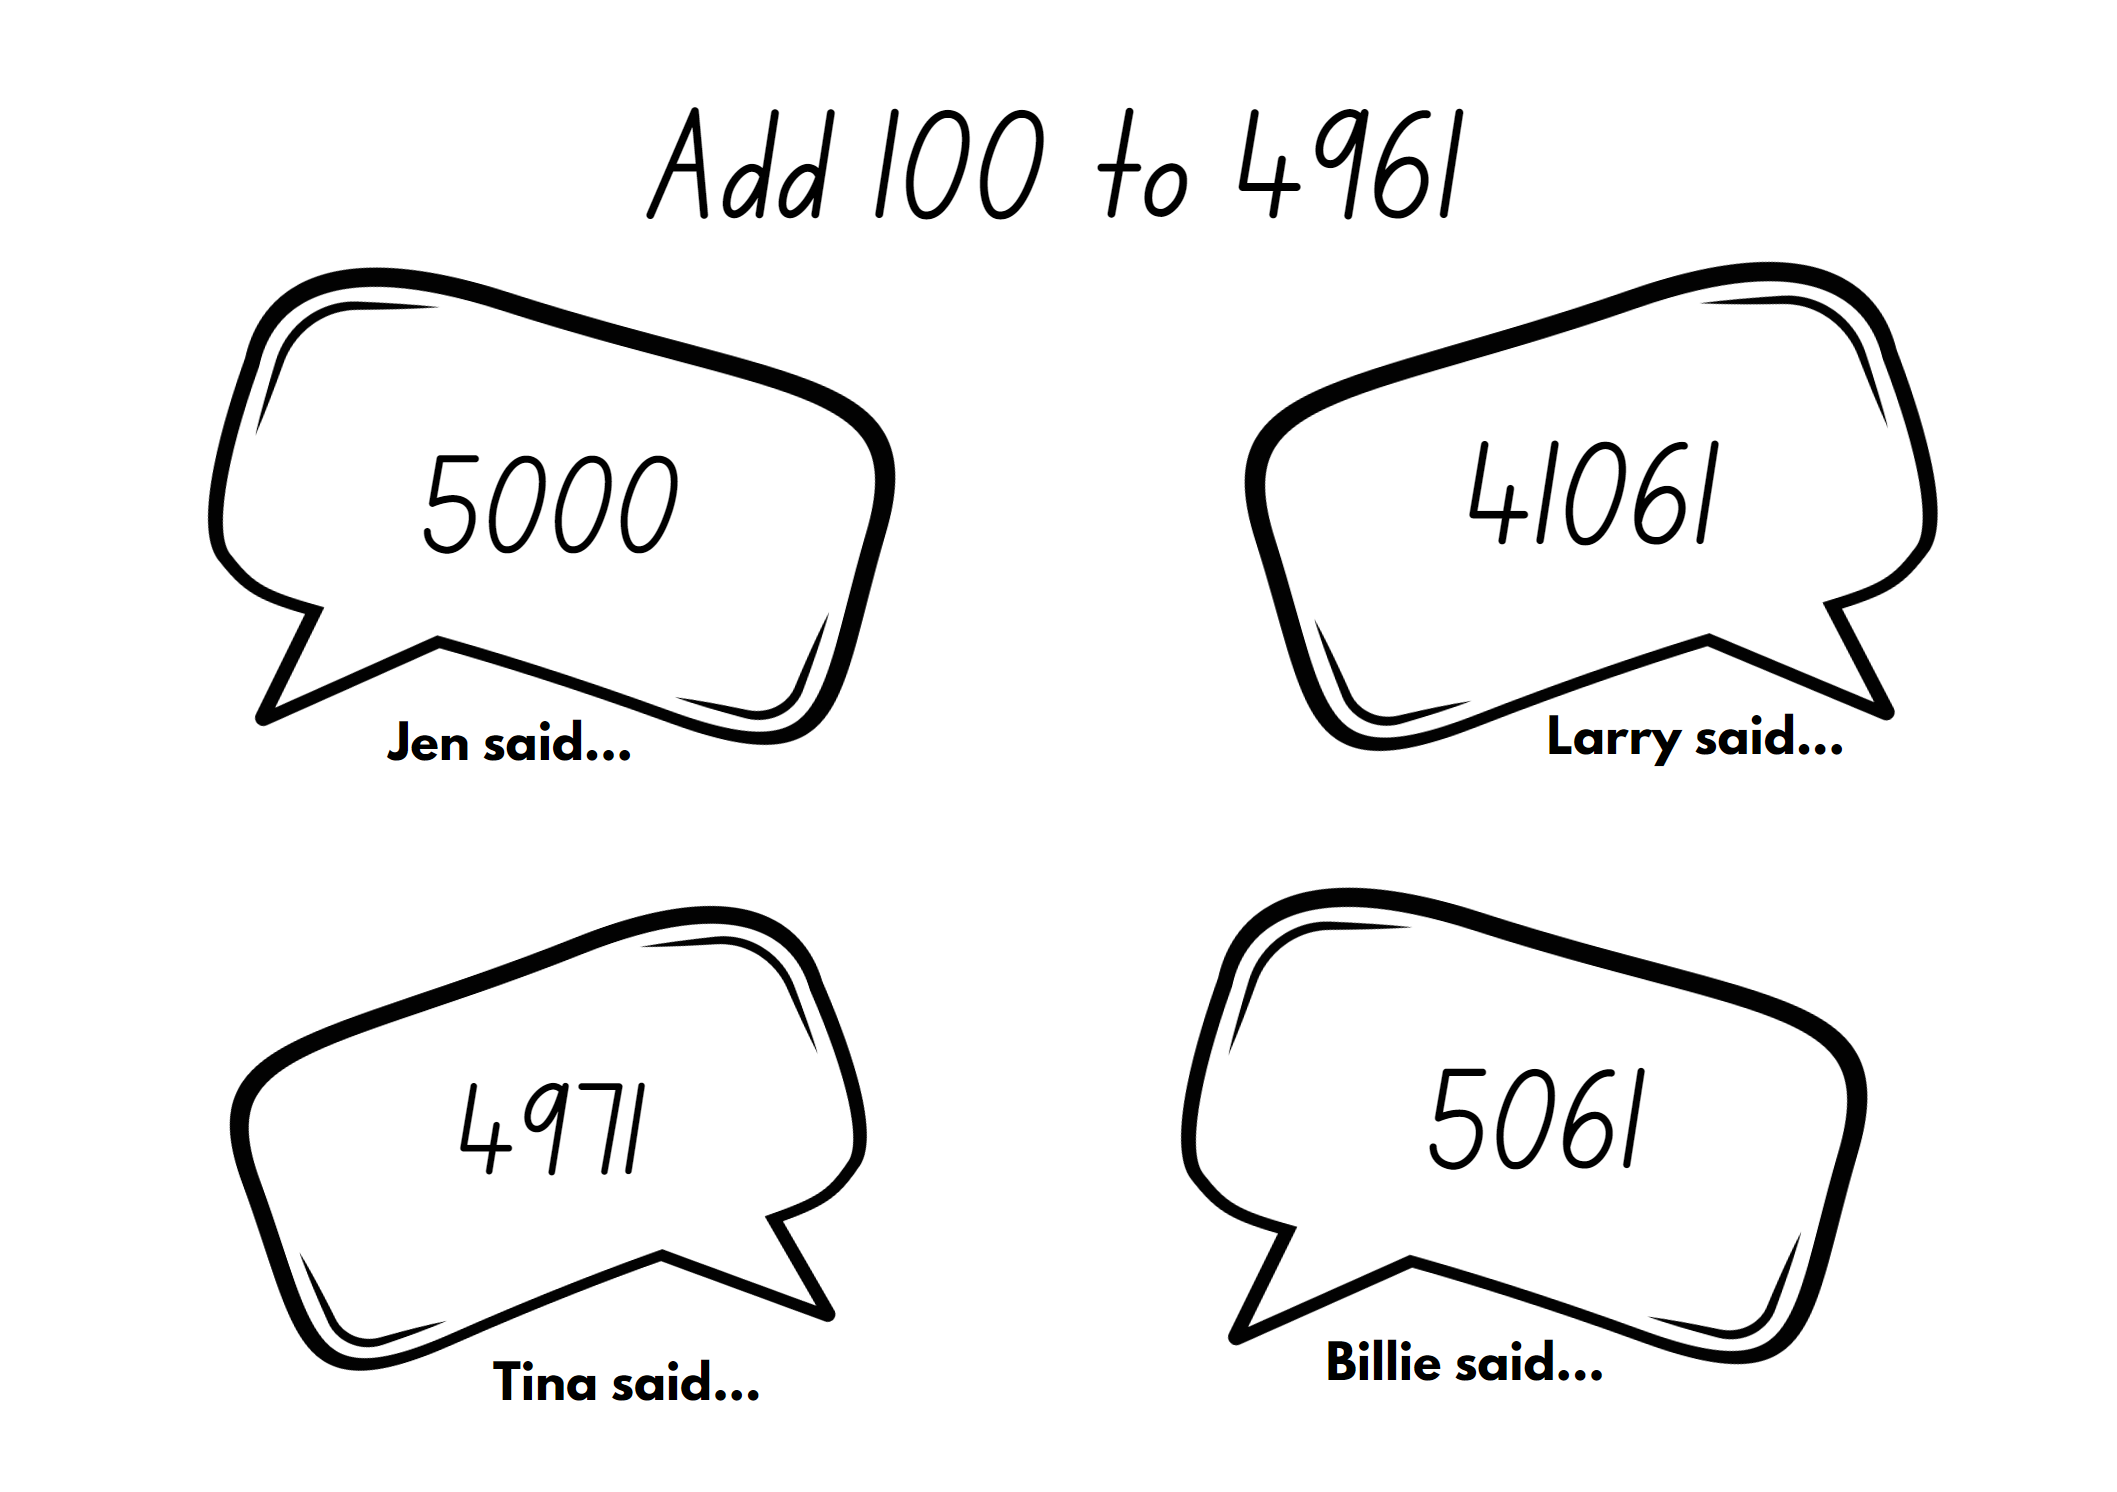 Add 100 to 4961
5000
41061
Jen said...
Larry said...
4971
5061
Tina said...
Billie said...